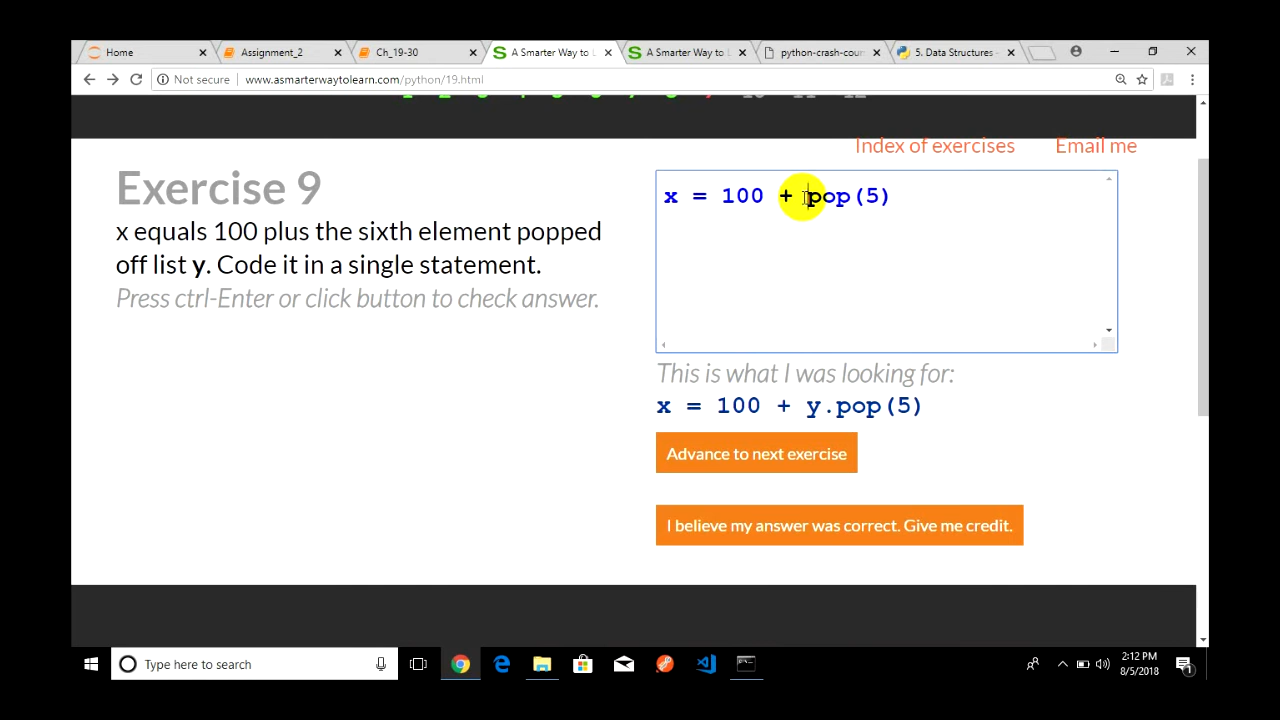 Home
Assignment_2
Ch_19-30
A Smarter Way to L
A Smarter Way to L
python-crash-cour
5. Data Structures -
Not secure
www.asmarterwaytolearn.com/python/19.html
Index of exercises
Email me
Exercise 9
x equals 100 plus the sixth element popped
off list y. Code it in a single statement.
Press ctrl-Enter or click button to check answer.
x = 100 + pop(5)
This is what I was looking for:
x = 100 + y.pop(5)
Advance to next exercise
I believe my answer was correct. Give me credit.
Type here to search
2:12 PM
8/5/2018